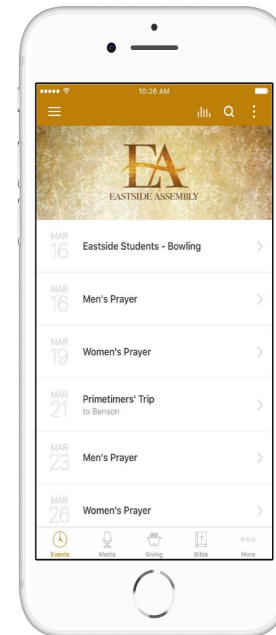 10:26 AM
EA
EASTSIDE ASSEMBLY
MAR
16
Eastside Students - Bowling
MAR
16
Men's Prayer
MAR
19
Women's Prayer
MAR
21
Primetimers' Trip
to Benson
MAR
23
Men's Prayer
MAR
26
Women's Prayer
Events Media Giving Bible More